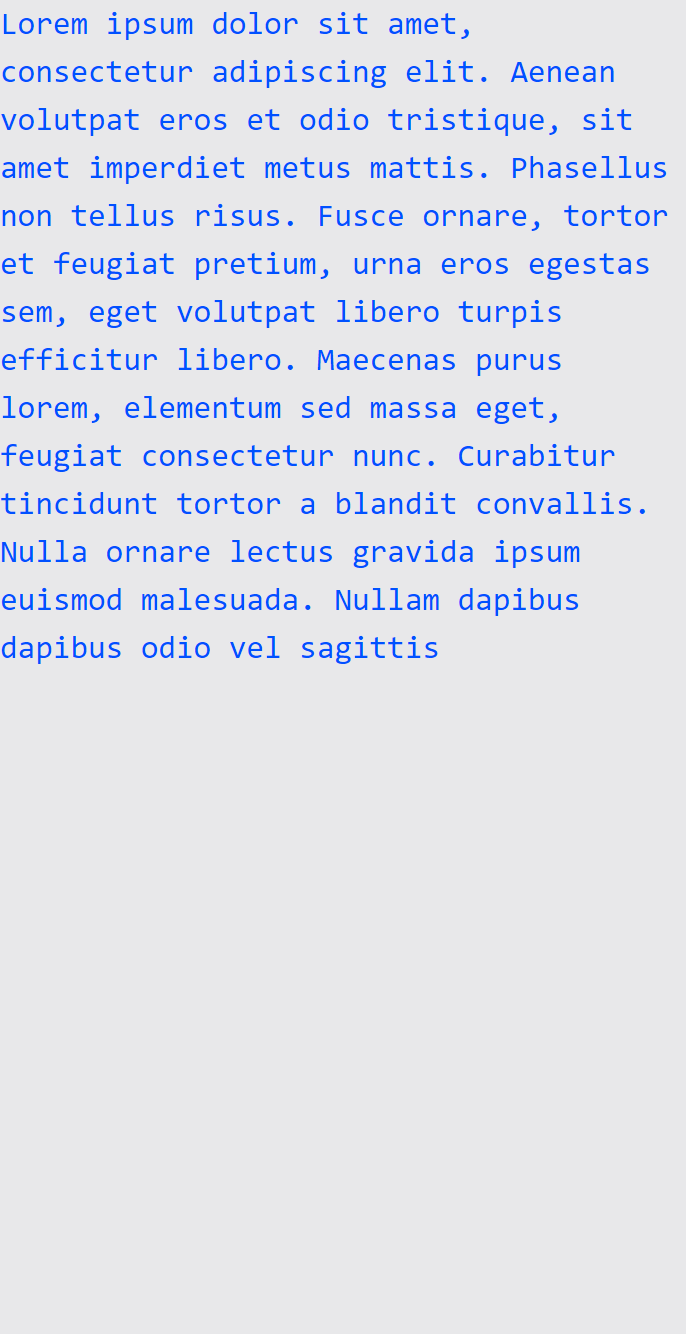 Lorem ipsum dolor sit amet,
consectetur adipiscing elit. Aenean
volutpat eros et odio tristique, sit
amet imperdiet metus mattis. Phasellus
non tellus risus. Fusce ornare, tortor
et feugiat pretium, urna eros egestas
sem, eget volutpat libero turpis
efficitur libero. Maecenas purus
lorem, elementum sed massa eget,
feugiat consectetur nunc. Curabitur
tincidunt tortor a blandit convallis.
Nulla ornare lectus gravida ipsum
euismod malesuada. Nullam dapibus
dapibus odio vel sagittis